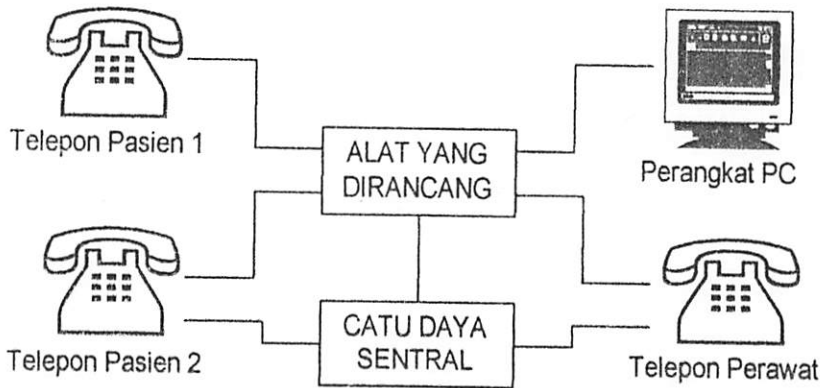 Telepon Pasien 1
ALAT YANG
DIRANCANG
Perangkat PC
Telepon Pasien 2
CATU DAYA
SENTRAL
Telepon Perawat